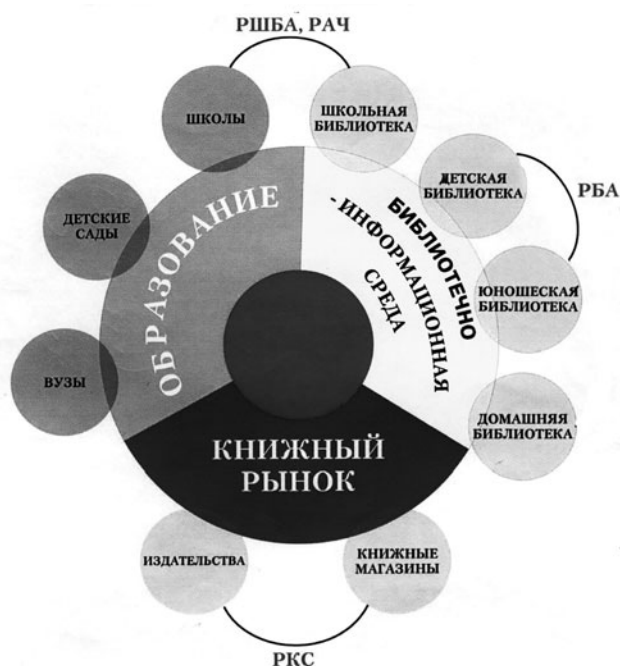 РШБА, РАЧ
ШКОЛЫ
ШКОЛЬНАЯ
БИБЛИОТЕКА
ДЕТСКАЯ
БИБЛИОТЕКА
РБА
ДЕТСКИЕ
САДЫ
ОБРАЗОВАНИЕ
БИБЛИОТЕЧНО
- ИНФОРМАЦИОННАЯ
СРЕДА
ЮНОШЕСКАЯ
БИБЛИОТЕКА
ВУЗЫ
ДОМАШНЯЯ
БИБЛИОТЕКА
КНИЖНЫЙ
РЫНОК
ИЗДАТЕЛЬСТВА
КНИЖНЫЕ
МАГАЗИНЫ
РКС